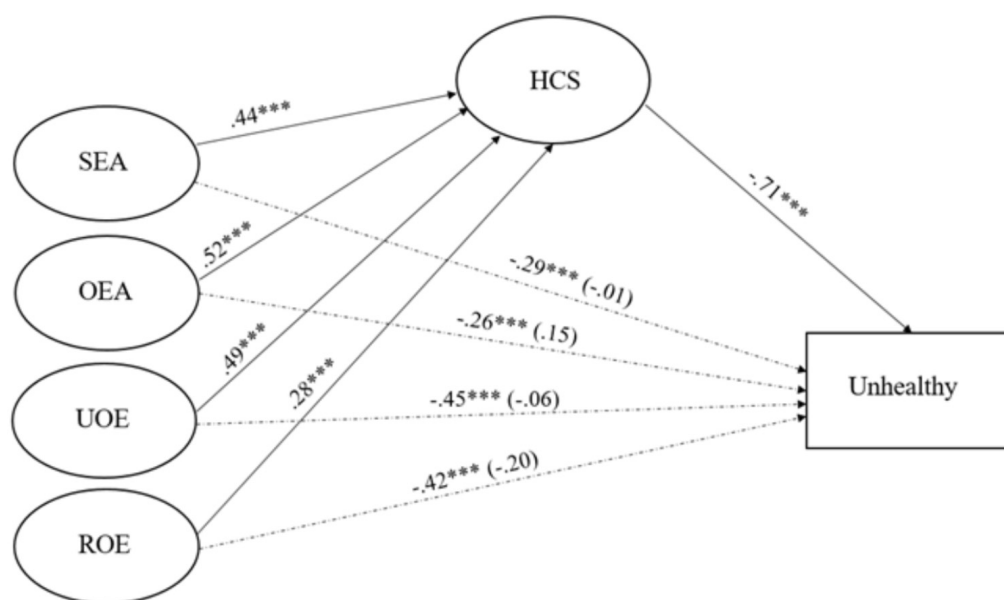 HCS
.44***
SEA
-.71***
.52***
-.29*** (-.01)
OEA
-.26*** (.15)
.49***
.28***
Unhealthy
-.45*** (-.06)
UOE
-.42*** (-.20)
ROE